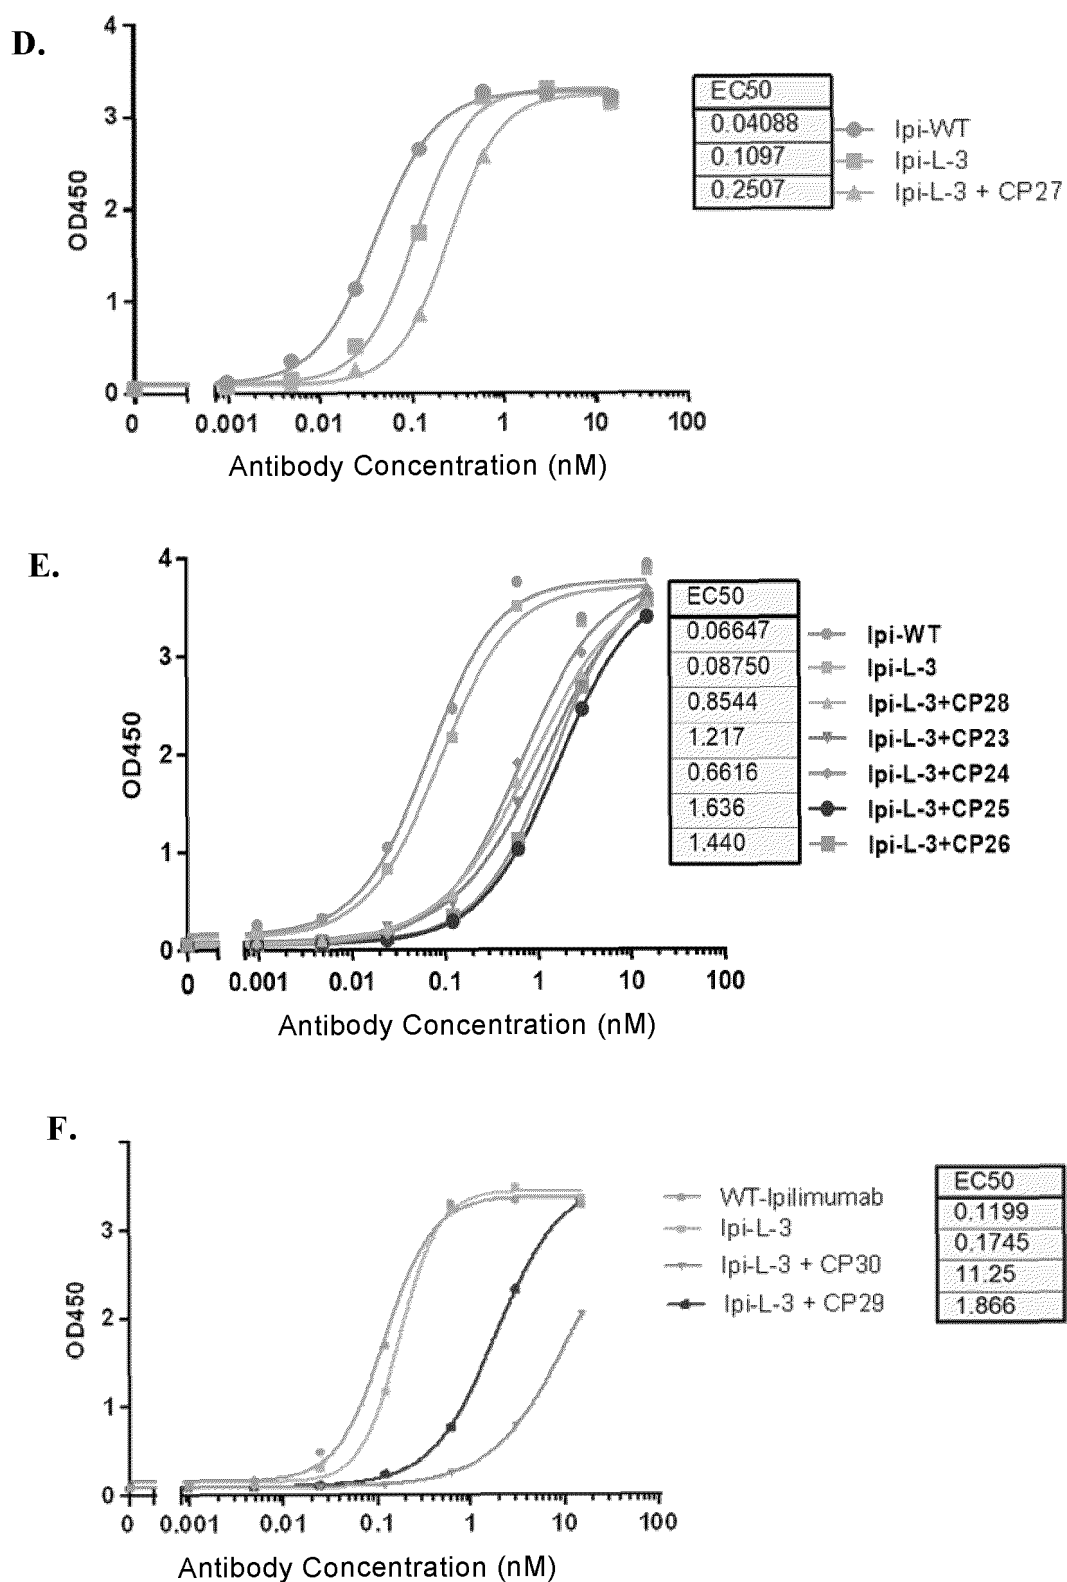 D.
4
3
2
1
0
OD450
0 0.001 0.01 0.1 1 10 100
Antibody Concentration (nM)
EC50
0.04088 Ipi-WT
0.1097 Ipi-L-3
0.2507 Ipi-L-3 + CP27
E.
4
3
2
1
0
OD450
0 0.001 0.01 0.1 1 10 100
Antibody Concentration (nM)
EC50
0.06647 Ipi-WT
0.08750 Ipi-L-3
0.8544 Ipi-L-3+CP28
1.217 Ipi-L-3+CP23
0.6616 Ipi-L-3+CP24
1.636 Ipi-L-3+CP25
1.440 Ipi-L-3+CP26
F.
3
2
1
0
OD450
0 0.001 0.01 0.1 1 10 100
Antibody Concentration (nM)
EC50
WT-Ipilimumab 0.1199
Ipi-L-3 0.1745
Ipi-L-3 + CP30 11.25
Ipi-L-3 + CP29 1.866